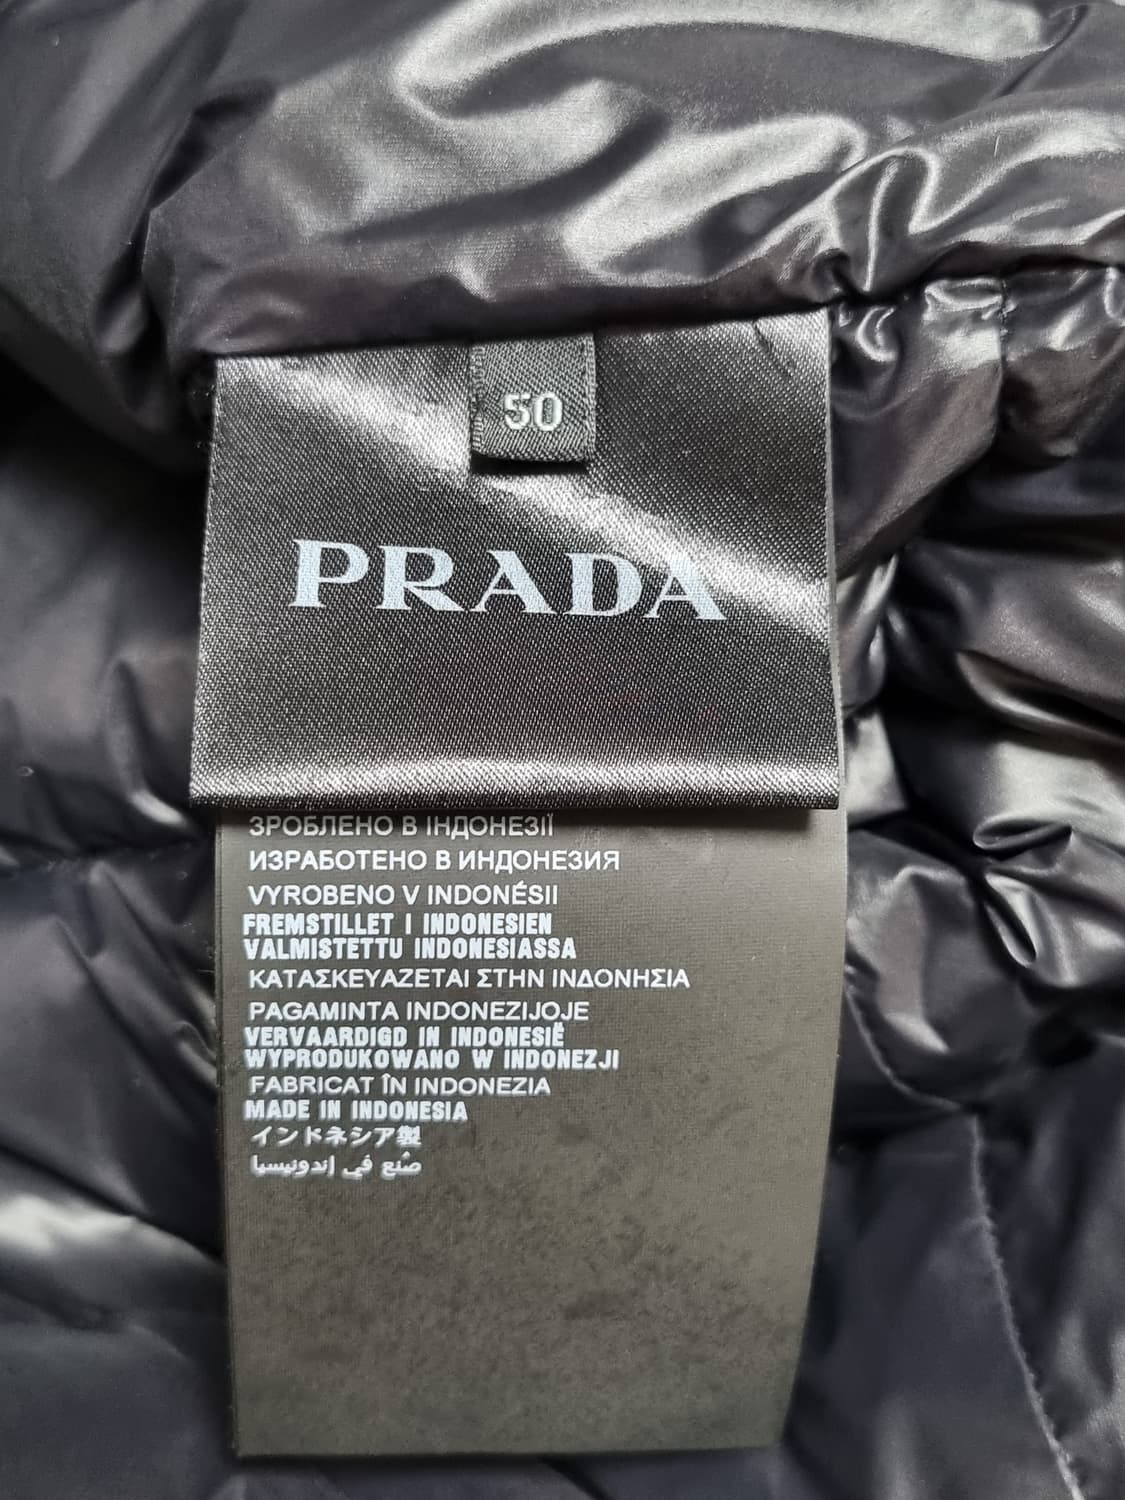 50
PRADA
ЗРОБЛЕНО В ІНДОНЕЗІЇ
ИЗРАБОТЕНО В ИНДОНЕЗИЯ
VYROBENO V INDONÉSII
FREMSTILLET I INDONESIEN
VALMISTETTU INDONESIASSA
ΚΑΤΑΣΚΕΥΑΖΕΤΑΙ ΣΤΗΝ ΙΝΔΟΝΗΣΙΑ
PAGAMINTA INDONEZIJOJE
VERVAARDIGD IN INDONESIË
WYPRODUKOWANO W INDONEZJI
FABRICAT ÎN INDONEZIA
MADE IN INDONESIA
インドネシア製
صُنع في إندونيسيا